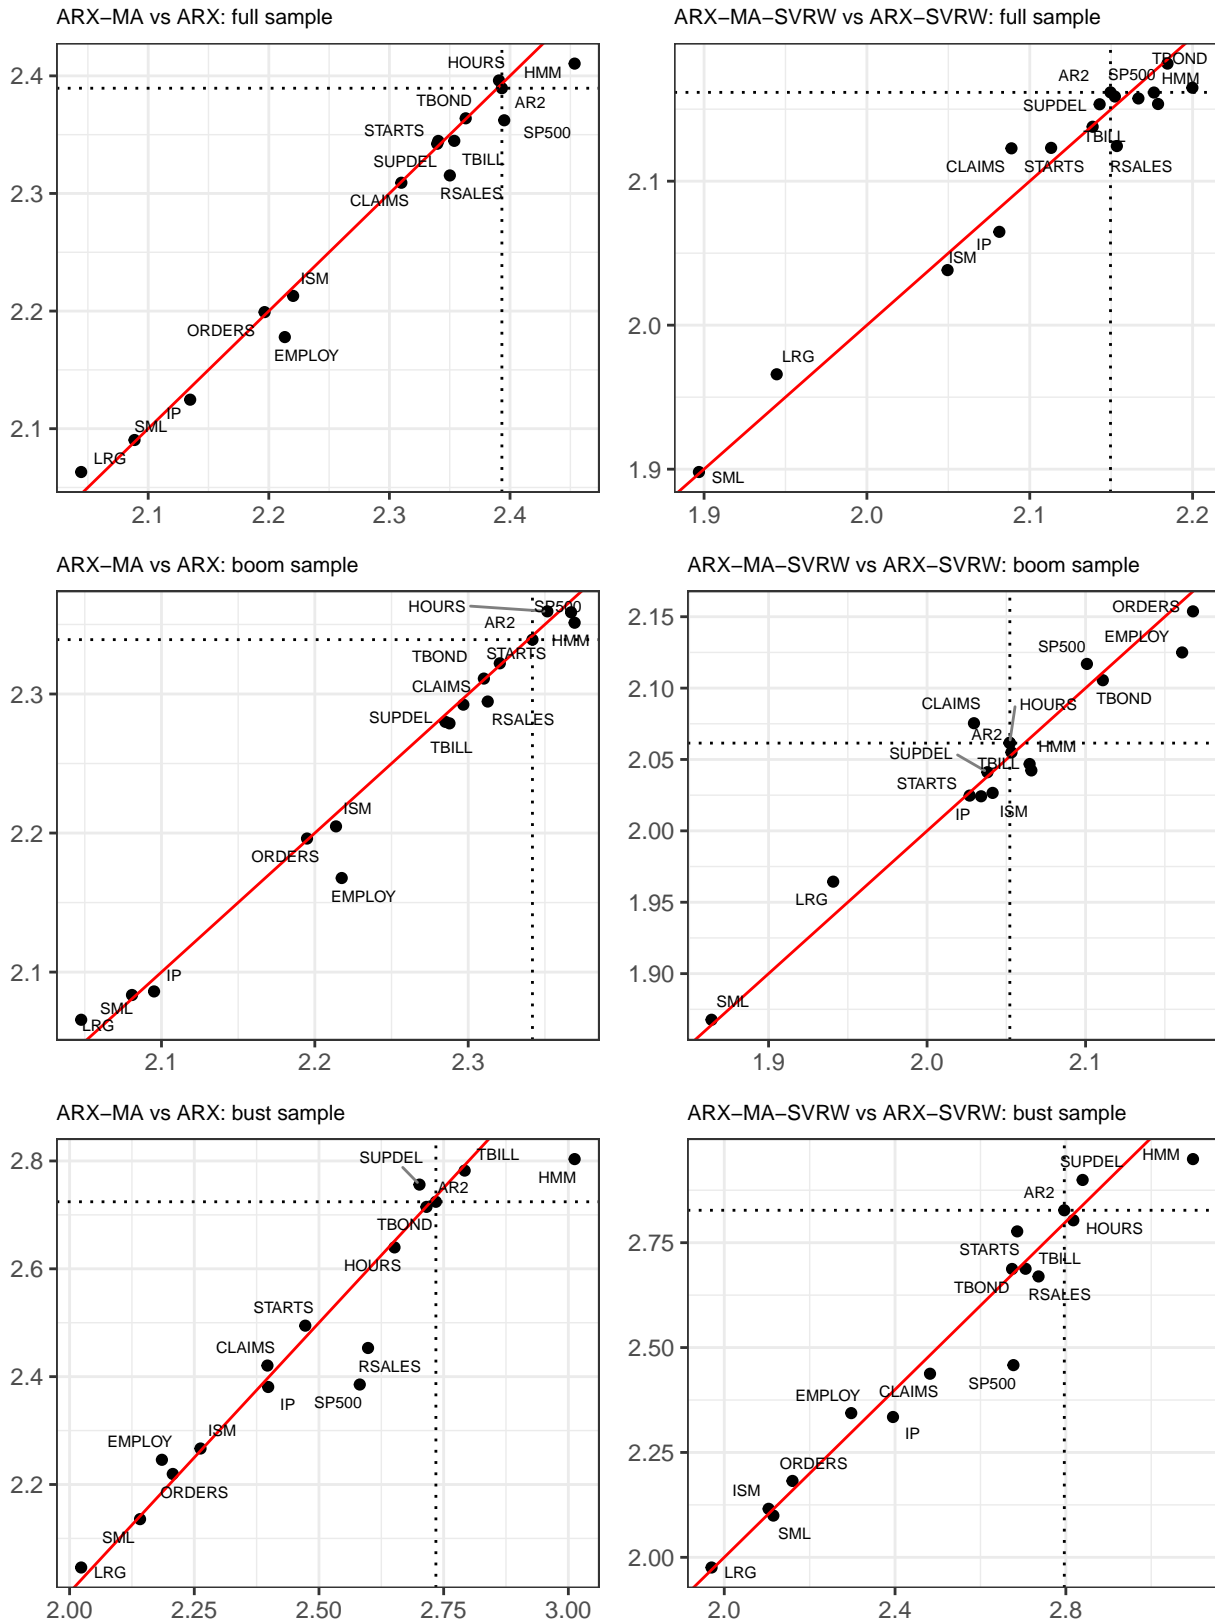 ARX−MA vs ARX: full sample
HOURS
HMM
2.4
TBOND
AR2
STARTS
SP500
SUPDEL
TBILL
2.3
CLAIMS
RSALES
ISM
2.2
ORDERS
EMPLOY
IP
SML
2.1
LRG
2.1 2.2 2.3 2.4
ARX−MA−SVRW vs ARX−SVRW: full sample
TBOND
AR2 SP500 HMM
SUPDEL
TBILL
CLAIMS STARTS RSALES
2.1
IP
ISM
2.0
LRG
1.9
SML
1.9 2.0 2.1 2.2
ARX−MA vs ARX: boom sample
HOURS SP500
AR2
HMM
TBOND STARTS
2.3
CLAIMS
SUPDEL RSALES
TBILL
ISM
2.2
ORDERS
EMPLOY
2.1
IP
SML
LRG
2.1 2.2 2.3
ARX−MA−SVRW vs ARX−SVRW: boom sample
2.15
ORDERS
EMPLOY
SP500
2.10
TBOND
CLAIMS HOURS
AR2
HMM
2.05
SUPDEL
TBILL
STARTS
IP ISM
2.00
1.95
LRG
1.90
SML
1.9 2.0 2.1
ARX−MA vs ARX: bust sample
2.8
SUPDEL TBILL
HMM
AR2
TBOND
2.6
HOURS
STARTS
CLAIMS
RSALES
2.4
IP SP500
ISM
EMPLOY
2.2
ORDERS
SML
LRG
2.00 2.25 2.50 2.75 3.00
ARX−MA−SVRW vs ARX−SVRW: bust sample
HMM
SUPDEL
AR2
HOURS
2.75
STARTS
TBILL
TBOND RSALES
2.50
SP500
CLAIMS
EMPLOY
IP
2.25
ORDERS
ISM
SML
2.00
LRG
2.0 2.4 2.8